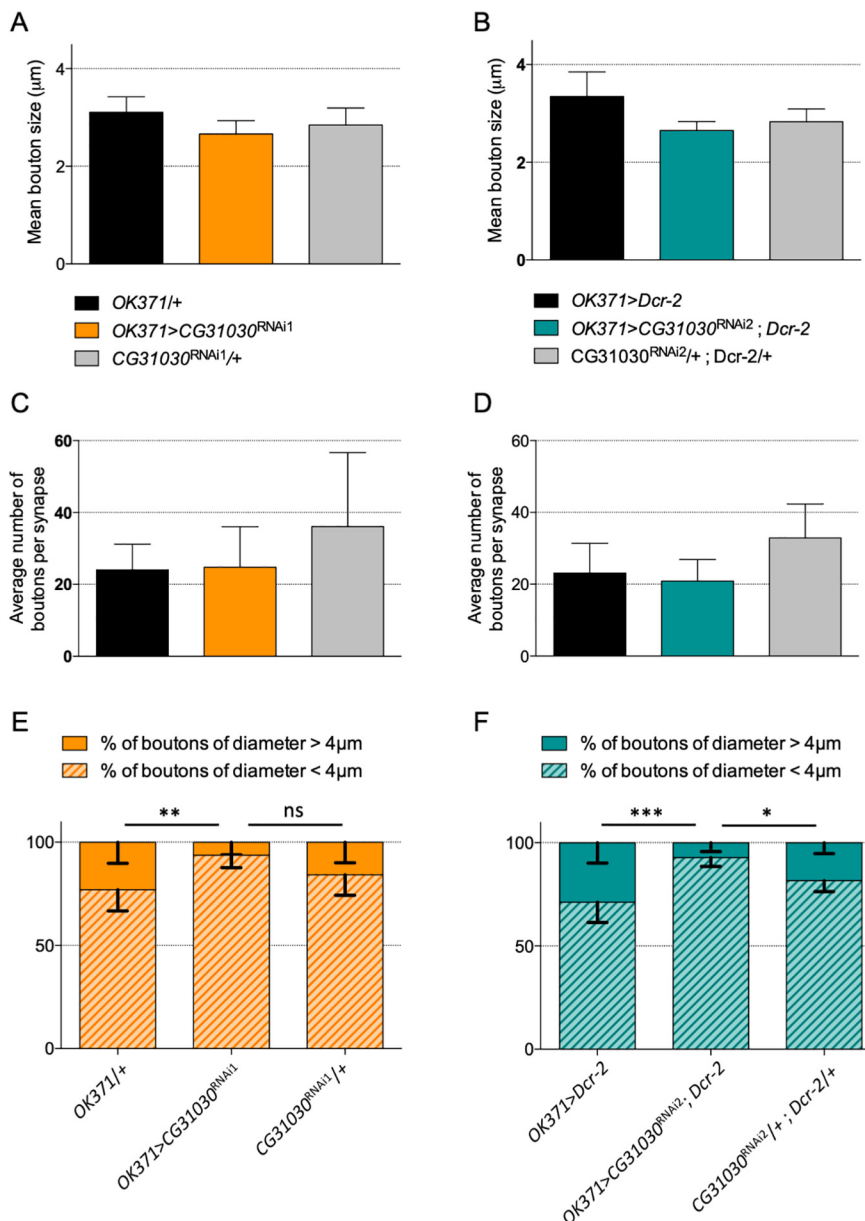 A
Mean bouton size (μm)
4
2
0
OK371/+
OK371>CG31030RNAi1
CG31030RNAi1/+
B
Mean bouton size (μm)
4
2
0
OK371>Dcr-2
OK371>CG31030RNAi2 ; Dcr-2
CG31030RNAi2/+ ; Dcr-2/+
C
Average number of
boutons per synapse
60
40
20
0
D
Average number of
boutons per synapse
60
40
20
0
E
% of boutons of diameter > 4μm
% of boutons of diameter < 4μm
** ns
100
50
0
OK371/+
OK371>CG31030RNAi1
CG31030RNAi1/+
F
% of boutons of diameter > 4μm
% of boutons of diameter < 4μm
*** *
100
50
0
OK371>Dcr-2
OK371>CG31030RNAi2; Dcr-2
CG31030RNAi2/+ ; Dcr-2/+